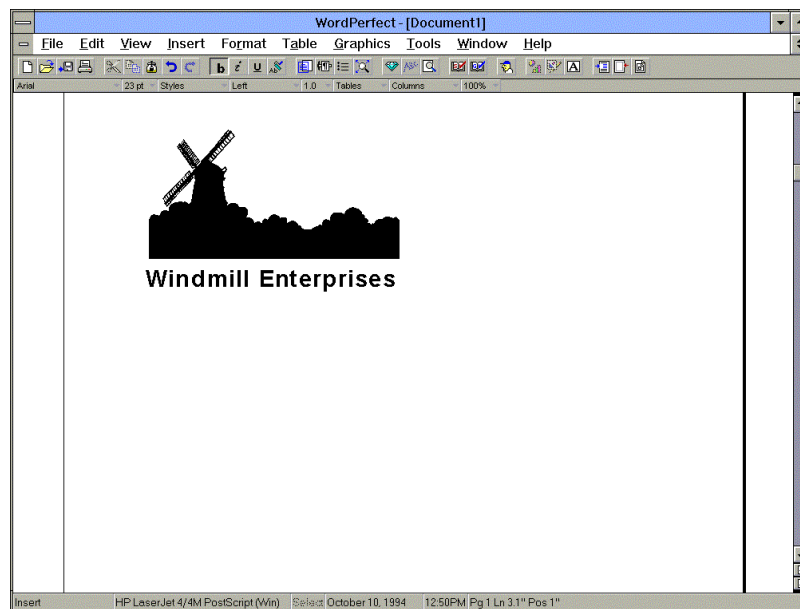 WordPerfect - [Document1]
File Edit View Insert Format Table Graphics Tools Window Help
b i U ABC A
Arial 23 pt Styles Left 1.0 Tables Columns 100%
Windmill Enterprises
Insert HP LaserJet 4/4M PostScript (Win) Select October 10, 1994 12:50PM Pg 1 Ln 3.1" Pos 1"